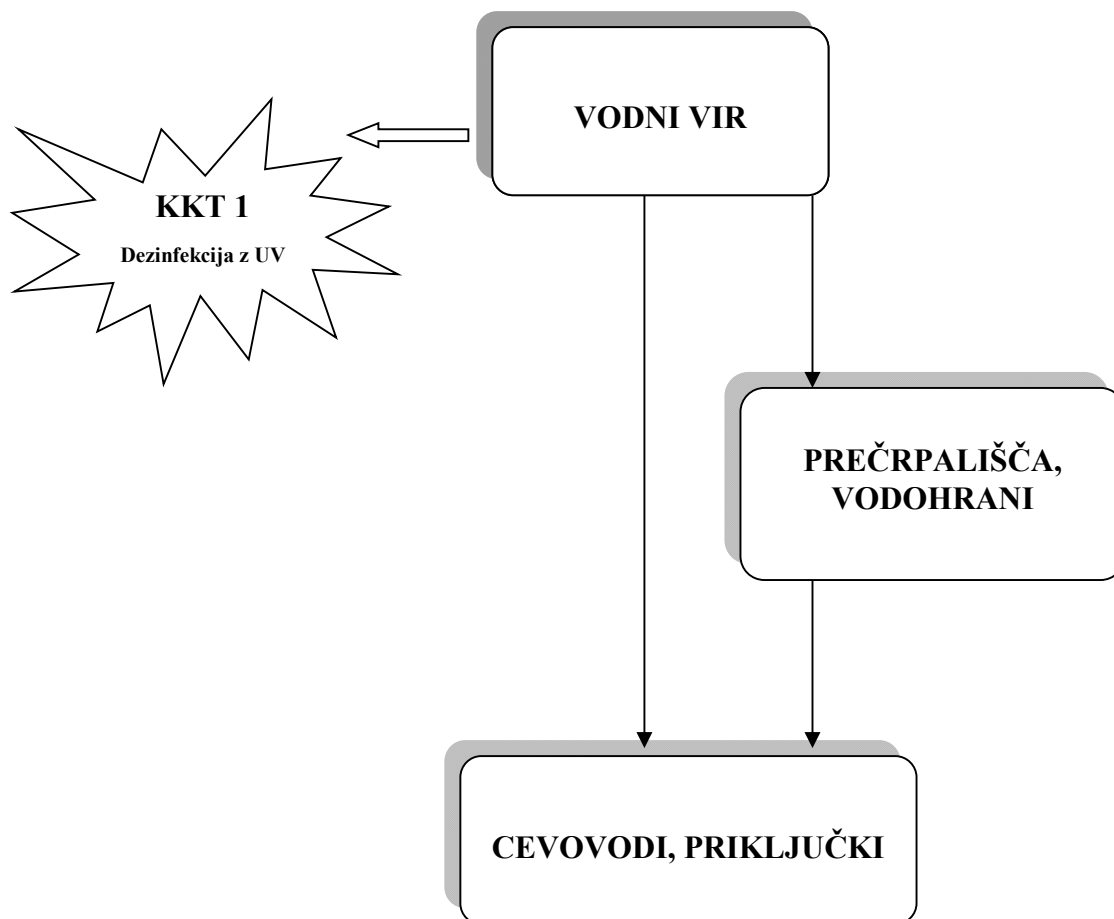 VODNI VIR
KKT 1
Dezinfekcija z UV
PREČRPALIŠČA,
VODOHRANI
CEVOVODI, PRIKLJUČKI